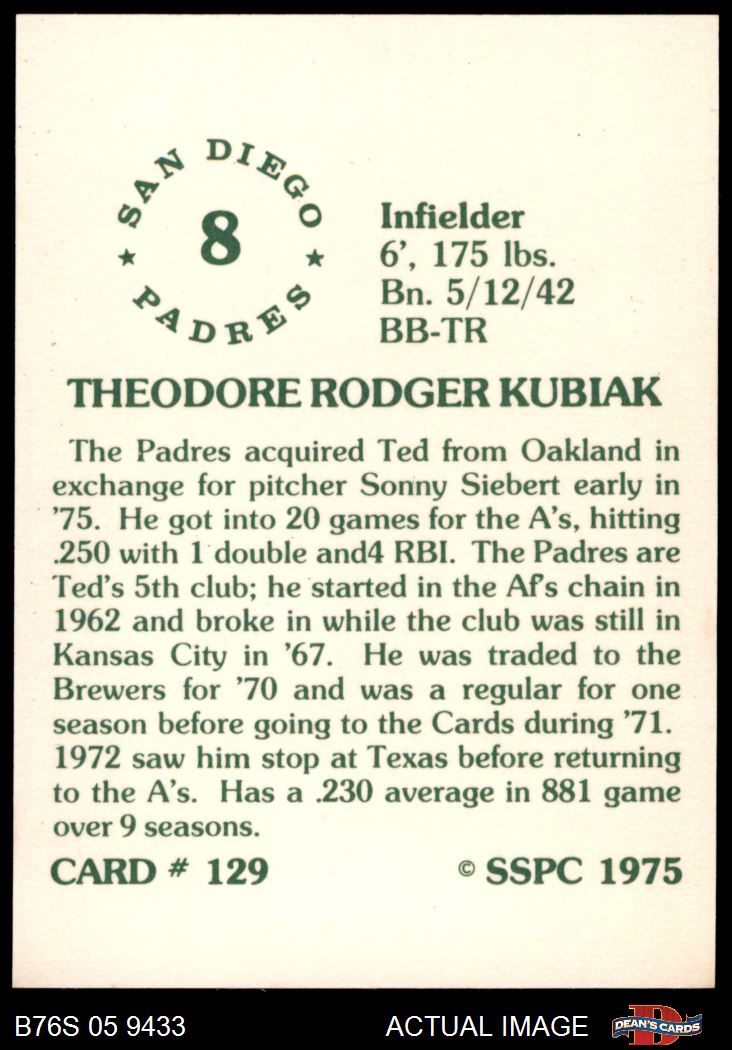 SAN DIEGO
8
★ ★
PADRES
Infielder
6', 175 lbs.
Bn. 5/12/42
BB-TR
THEODORE RODGER KUBIAK
The Padres acquired Ted from Oakland in
exchange for pitcher Sonny Siebert early in
'75. He got into 20 games for the A's, hitting
.250 with 1 double and4 RBI. The Padres are
Ted's 5th club; he started in the Af's chain in
1962 and broke in while the club was still in
Kansas City in '67. He was traded to the
Brewers for '70 and was a regular for one
season before going to the Cards during '71.
1972 saw him stop at Texas before returning
to the A's. Has a .230 average in 881 game
over 9 seasons.
CARD # 129 © SSPC 1975
B76S 05 9433 ACTUAL IMAGE D DEAN'S CARDS